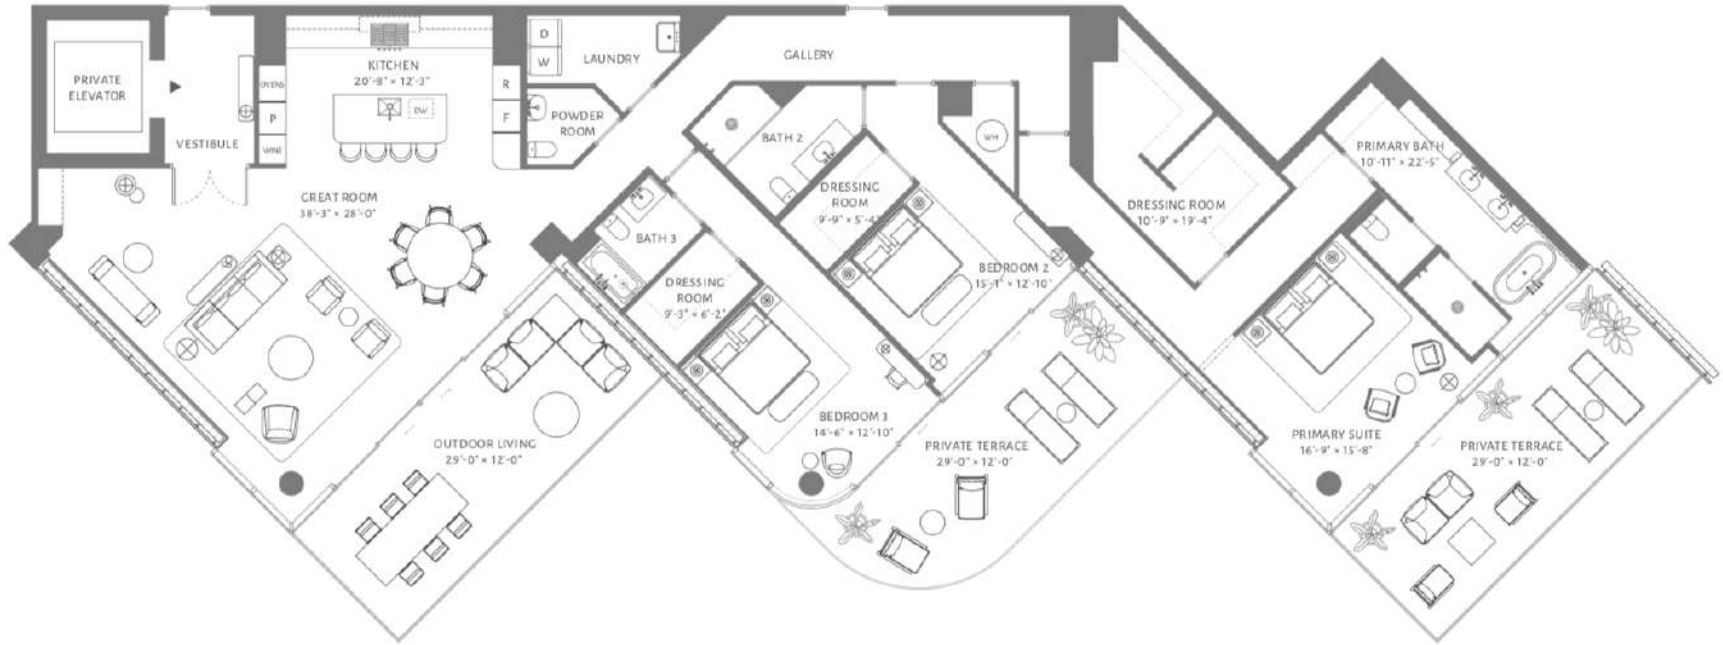 PRIVATE
ELEVATOR
VESTIBULE
OVENS
P
WINE
KITCHEN
20'-8" × 12'-3"
DW
R
F
D
W
LAUNDRY
POWDER
ROOM
GALLERY
GREAT ROOM
38'-3" × 28'-0"
BATH 2
DRESSING
ROOM
9'-9" × 5'-4"
WH
BATH 3
DRESSING
ROOM
9'-3" × 6'-2"
BEDROOM 2
15'-1" × 12'-10"
DRESSING ROOM
10'-9" × 19'-4"
PRIMARY BATH
10'-11" × 22'-5"
BEDROOM 3
14'-6" × 12'-10"
OUTDOOR LIVING
29'-0" × 12'-0"
PRIVATE TERRACE
29'-0" × 12'-0"
PRIMARY SUITE
16'-9" × 15'-8"
PRIVATE TERRACE
29'-0" × 12'-0"